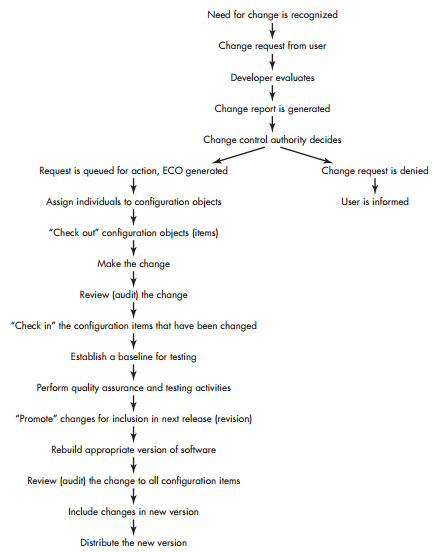 Need for change is recognized
Change request from user
Developer evaluates
Change report is generated
Change control authority decides
Request is queued for action, ECO generated
Change request is denied
Assign individuals to configuration objects
User is informed
“Check out” configuration objects (items)
Make the change
Review (audit) the change
“Check in” the configuration items that have been changed
Establish a baseline for testing
Perform quality assurance and testing activities
“Promote” changes for inclusion in next release (revision)
Rebuild appropriate version of software
Review (audit) the change to all configuration items
Include changes in new version
Distribute the new version